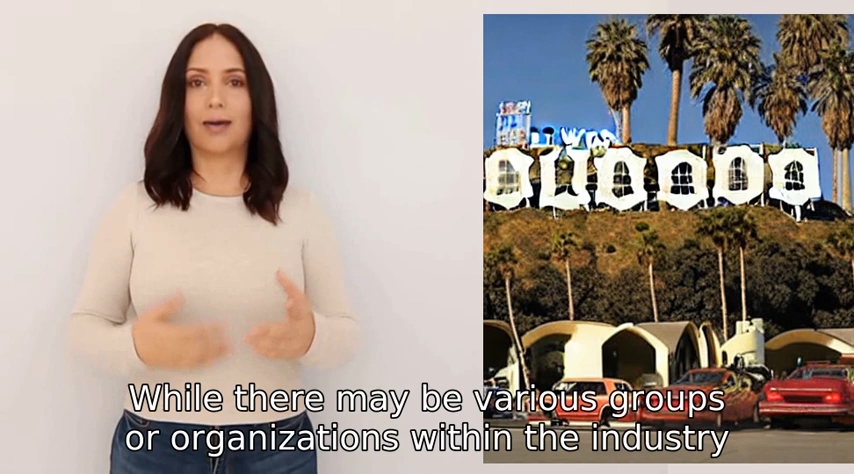 While there may be various groups
or organizations within the industry